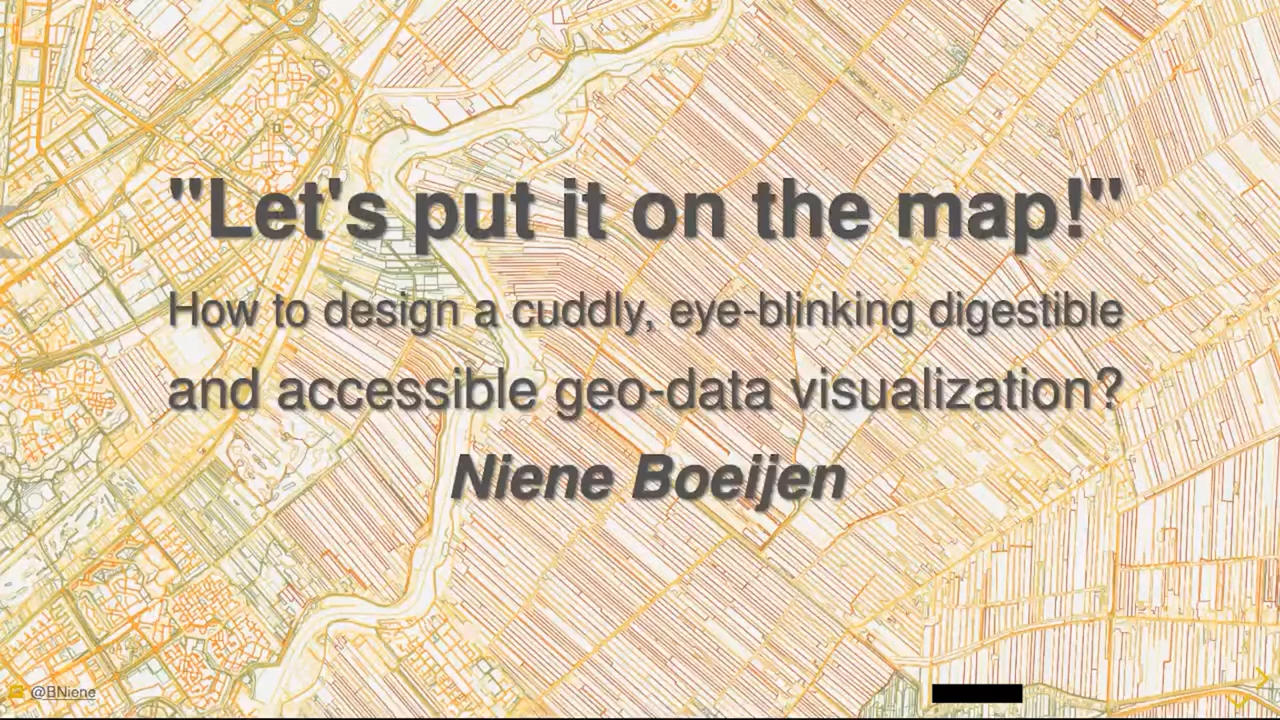 "Let's put it on the map!"
How to design a cuddly, eye-blinking digestible
and accessible geo-data visualization?
Niene Boeijen
@BNiene